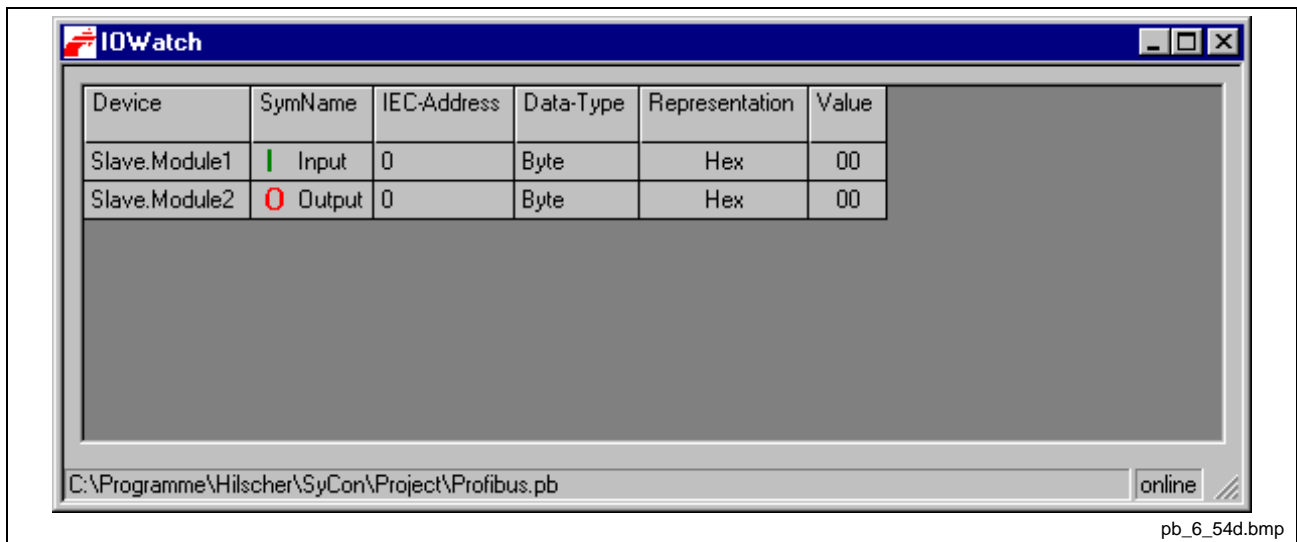 IOWatch
Device SymName IEC-Address Data-Type Representation Value
Slave.Module1 I Input 0 Byte Hex 00
Slave.Module2 O Output 0 Byte Hex 00
C:\Programme\Hilscher\SyCon\Project\Profibus.pb online
pb_6_54d.bmp